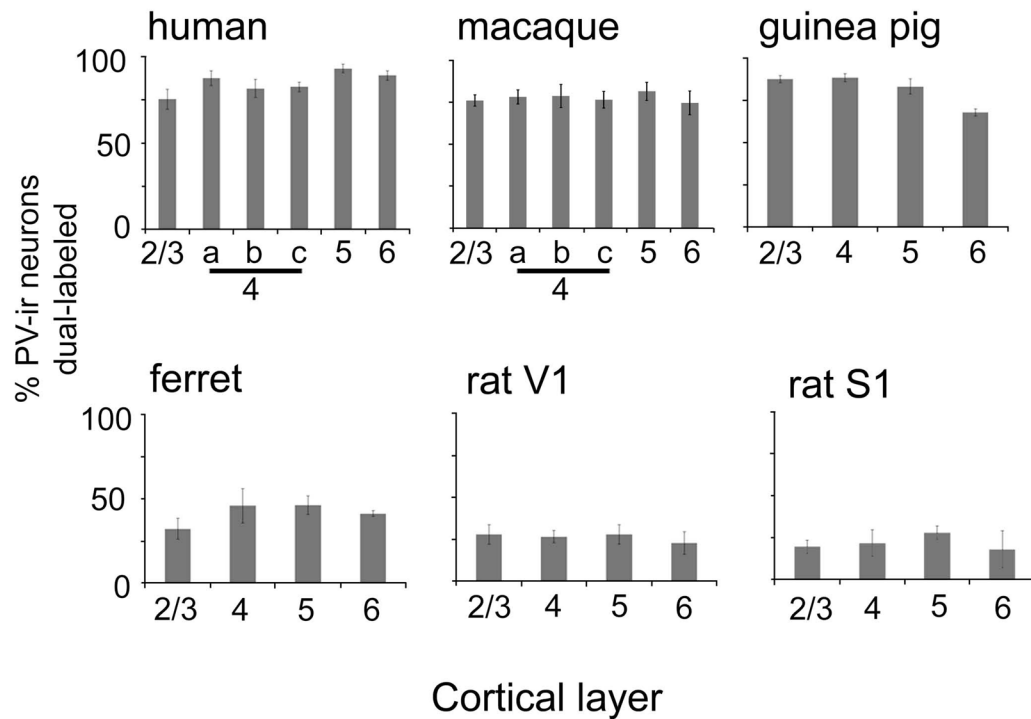 human
macaque
guinea pig
% PV-ir neurons
dual-labeled
100
50
0
2/3 a b c 5 6
4
2/3 a b c 5 6
4
2/3 4 5 6
ferret
rat V1
rat S1
100
50
0
2/3 4 5 6
2/3 4 5 6
2/3 4 5 6
Cortical layer